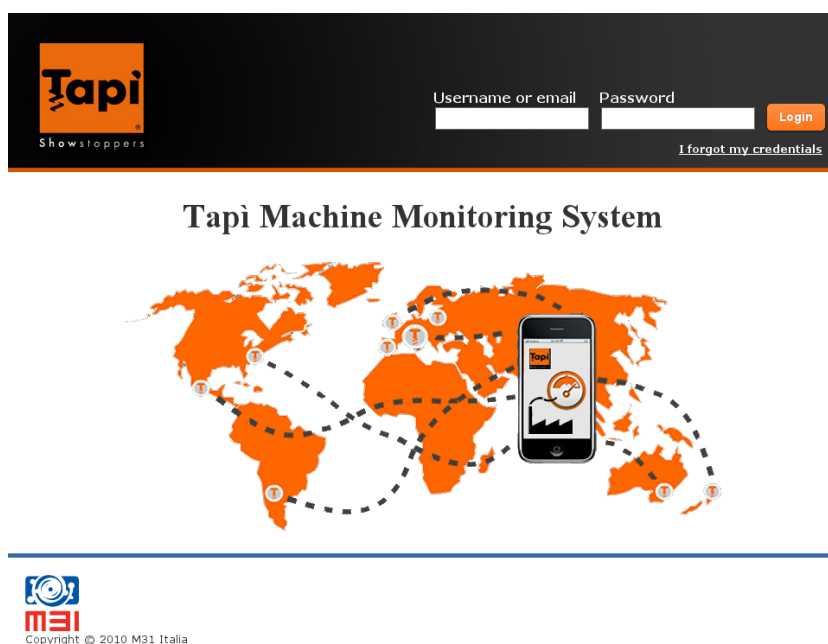 Tapì
®
Showstoppers
Username or email Password
Login
I forgot my credentials
Tapì Machine Monitoring System
Tapì
M31
Copyright © 2010 M31 Italia